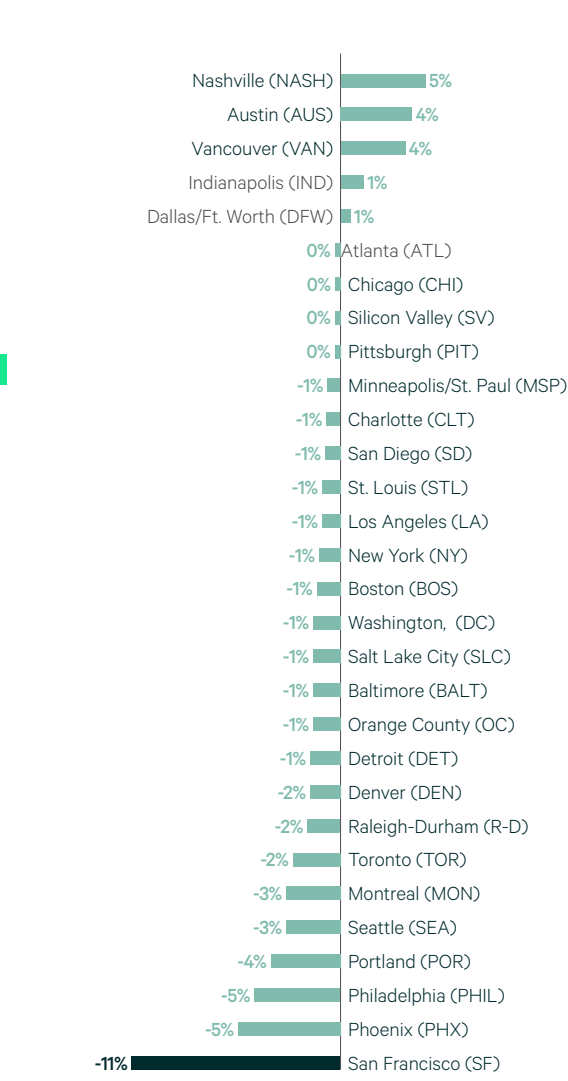 Nashville (NASH) 5%
Austin (AUS) 4%
Vancouver (VAN) 4%
Indianapolis (IND) 1%
Dallas/Ft. Worth (DFW) 1%
0% Atlanta (ATL)
0% Chicago (CHI)
0% Silicon Valley (SV)
0% Pittsburgh (PIT)
-1% Minneapolis/St. Paul (MSP)
-1% Charlotte (CLT)
-1% San Diego (SD)
-1% St. Louis (STL)
-1% Los Angeles (LA)
-1% New York (NY)
-1% Boston (BOS)
-1% Washington,  (DC)
-1% Salt Lake City (SLC)
-1% Baltimore (BALT)
-1% Orange County (OC)
-1% Detroit (DET)
-2% Denver (DEN)
-2% Raleigh-Durham (R-D)
-2% Toronto (TOR)
-3% Montreal (MON)
-3% Seattle (SEA)
-4% Portland (POR)
-5% Philadelphia (PHIL)
-5% Phoenix (PHX)
-11% San Francisco (SF)